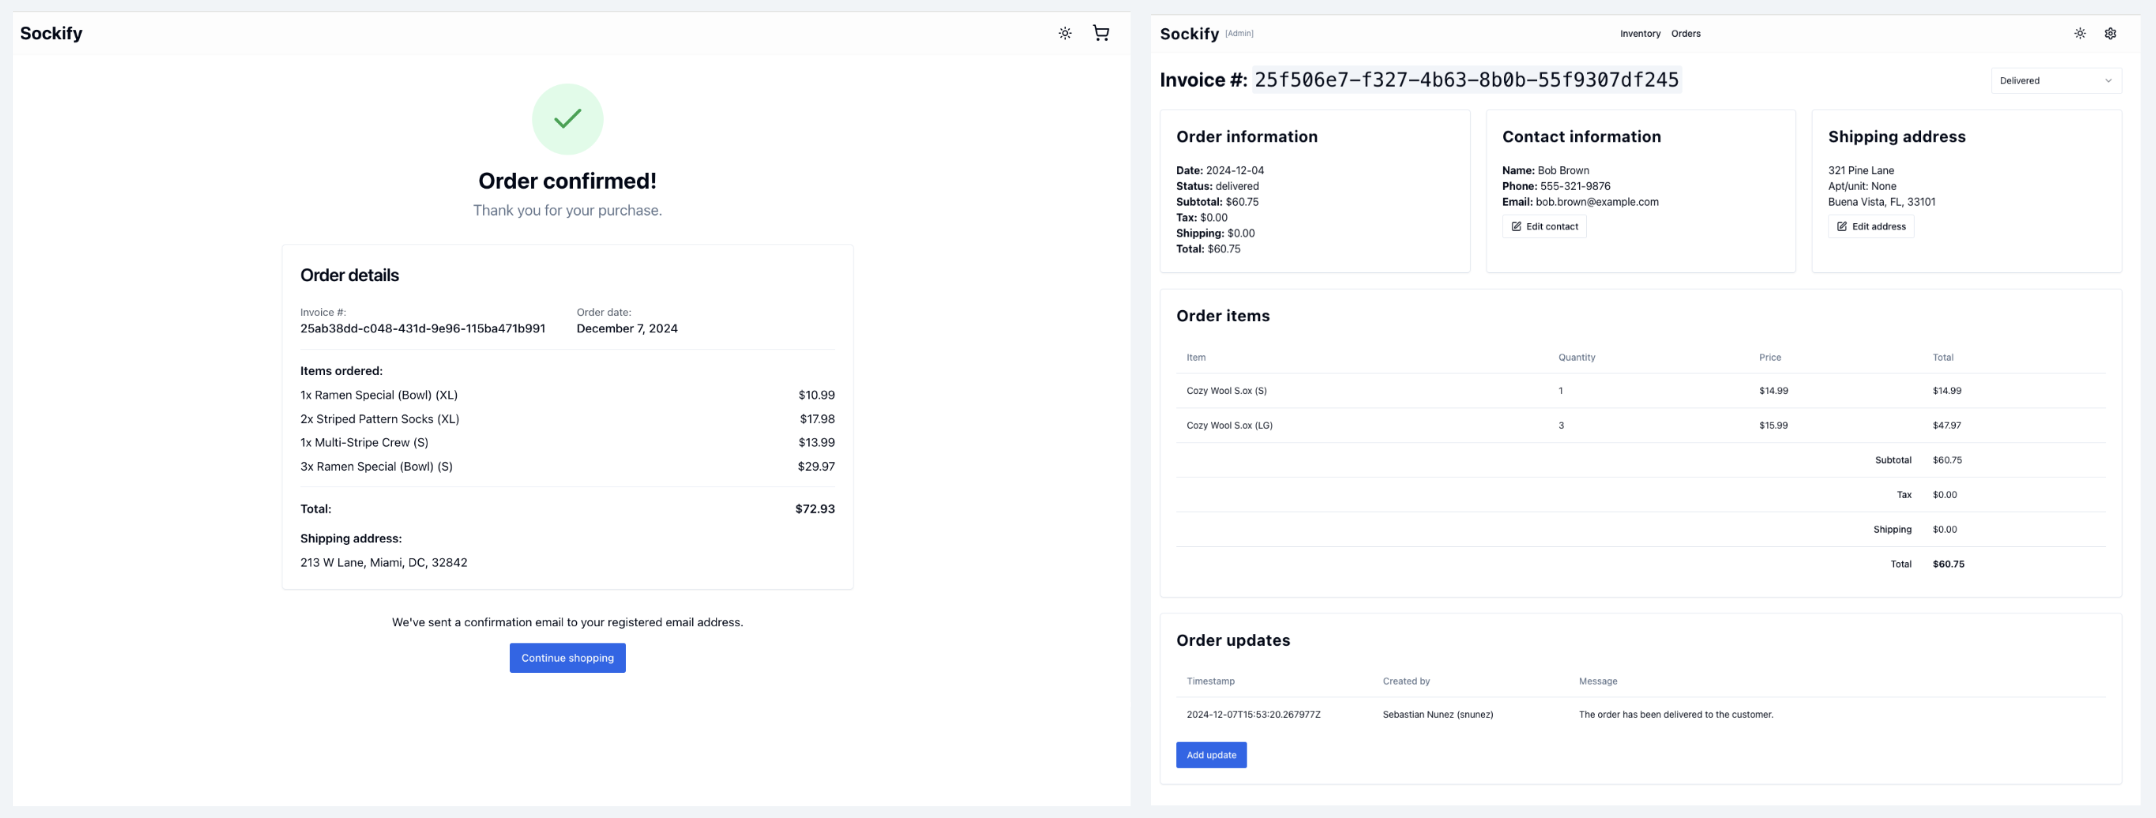 Sockify
Order confirmed!
Thank you for your purchase.
Order details
Invoice #:
25ab38dd-c048-431d-9e96-115ba471b991
Order date:
December 7, 2024
Items ordered:
1x Ramen Special (Bowl) (XL) $10.99
2x Striped Pattern Socks (XL) $17.98
1x Multi-Stripe Crew (S) $13.99
3x Ramen Special (Bowl) (S) $29.97
Total: $72.93
Shipping address:
213 W Lane, Miami, DC, 32842
We've sent a confirmation email to your registered email address.
Continue shopping
Sockify [Admin] Inventory Orders
Invoice #: 25f506e7-f327-4b63-8b0b-55f9307df245
Delivered
Order information
Date: 2024-12-04
Status: delivered
Subtotal: $60.75
Tax: $0.00
Shipping: $0.00
Total: $60.75
Contact information
Name: Bob Brown
Phone: 555-321-9876
Email: bob.brown@example.com
Edit contact
Shipping address
321 Pine Lane
Apt/unit: None
Buena Vista, FL, 33101
Edit address
Order items
Item Quantity Price Total
Cozy Wool S.ox (S) 1 $14.99 $14.99
Cozy Wool S.ox (LG) 3 $15.99 $47.97
Subtotal $60.75
Tax $0.00
Shipping $0.00
Total $60.75
Order updates
Timestamp Created by Message
2024-12-07T15:53:20.267977Z Sebastian Nunez (snunez) The order has been delivered to the customer.
Add update